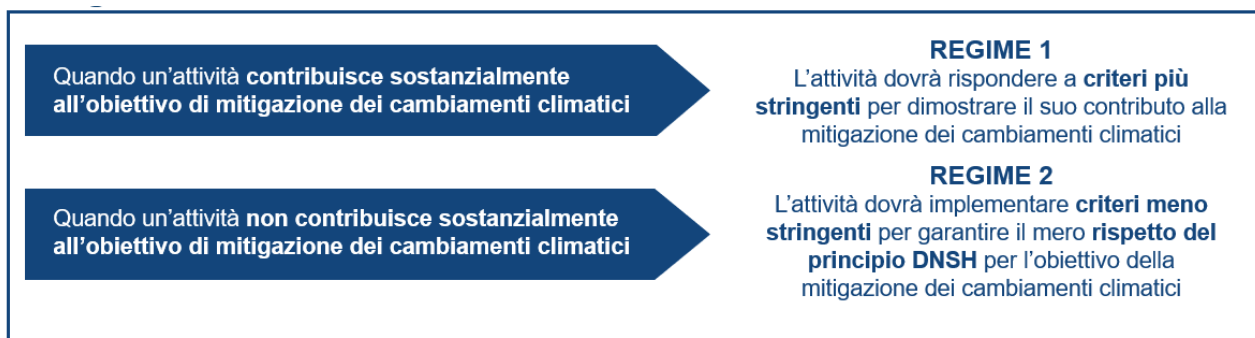 Quando un’attività contribuisce sostanzialmente
all’obiettivo di mitigazione dei cambiamenti climatici
REGIME 1
L’attività dovrà rispondere a criteri più
stringenti per dimostrare il suo contributo alla
mitigazione dei cambiamenti climatici
Quando un’attività non contribuisce sostanzialmente
all’obiettivo di mitigazione dei cambiamenti climatici
REGIME 2
L’attività dovrà implementare criteri meno
stringenti per garantire il mero rispetto del
principio DNSH per l’obiettivo della
mitigazione dei cambiamenti climatici